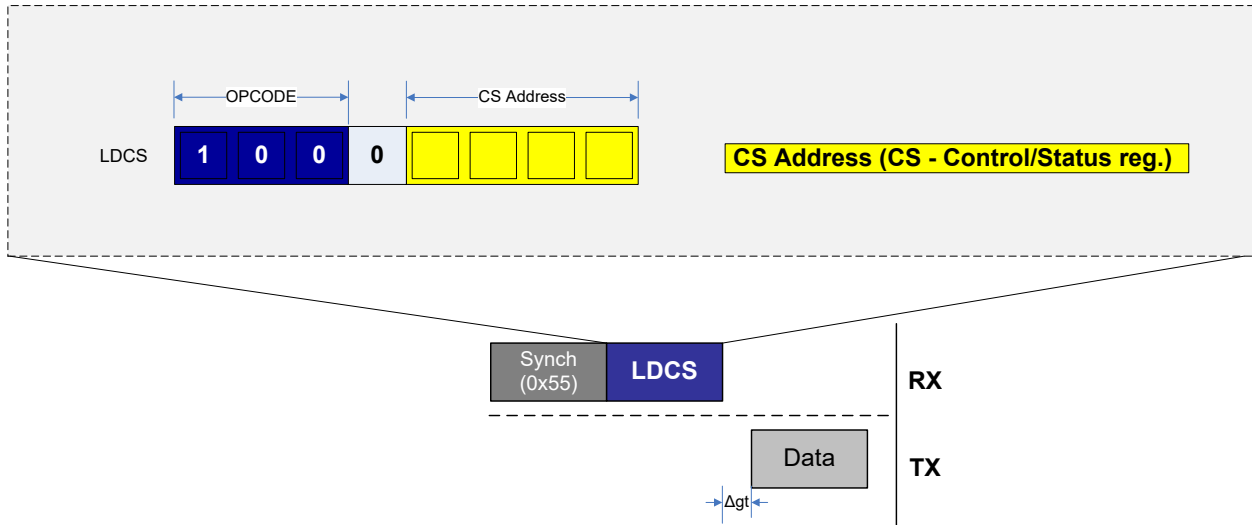 OPCODE
CS Address
LDCS
1 0 0 0
CS Address (CS - Control/Status reg.)
Synch
(0x55)
LDCS
RX
Data
TX
Δgt